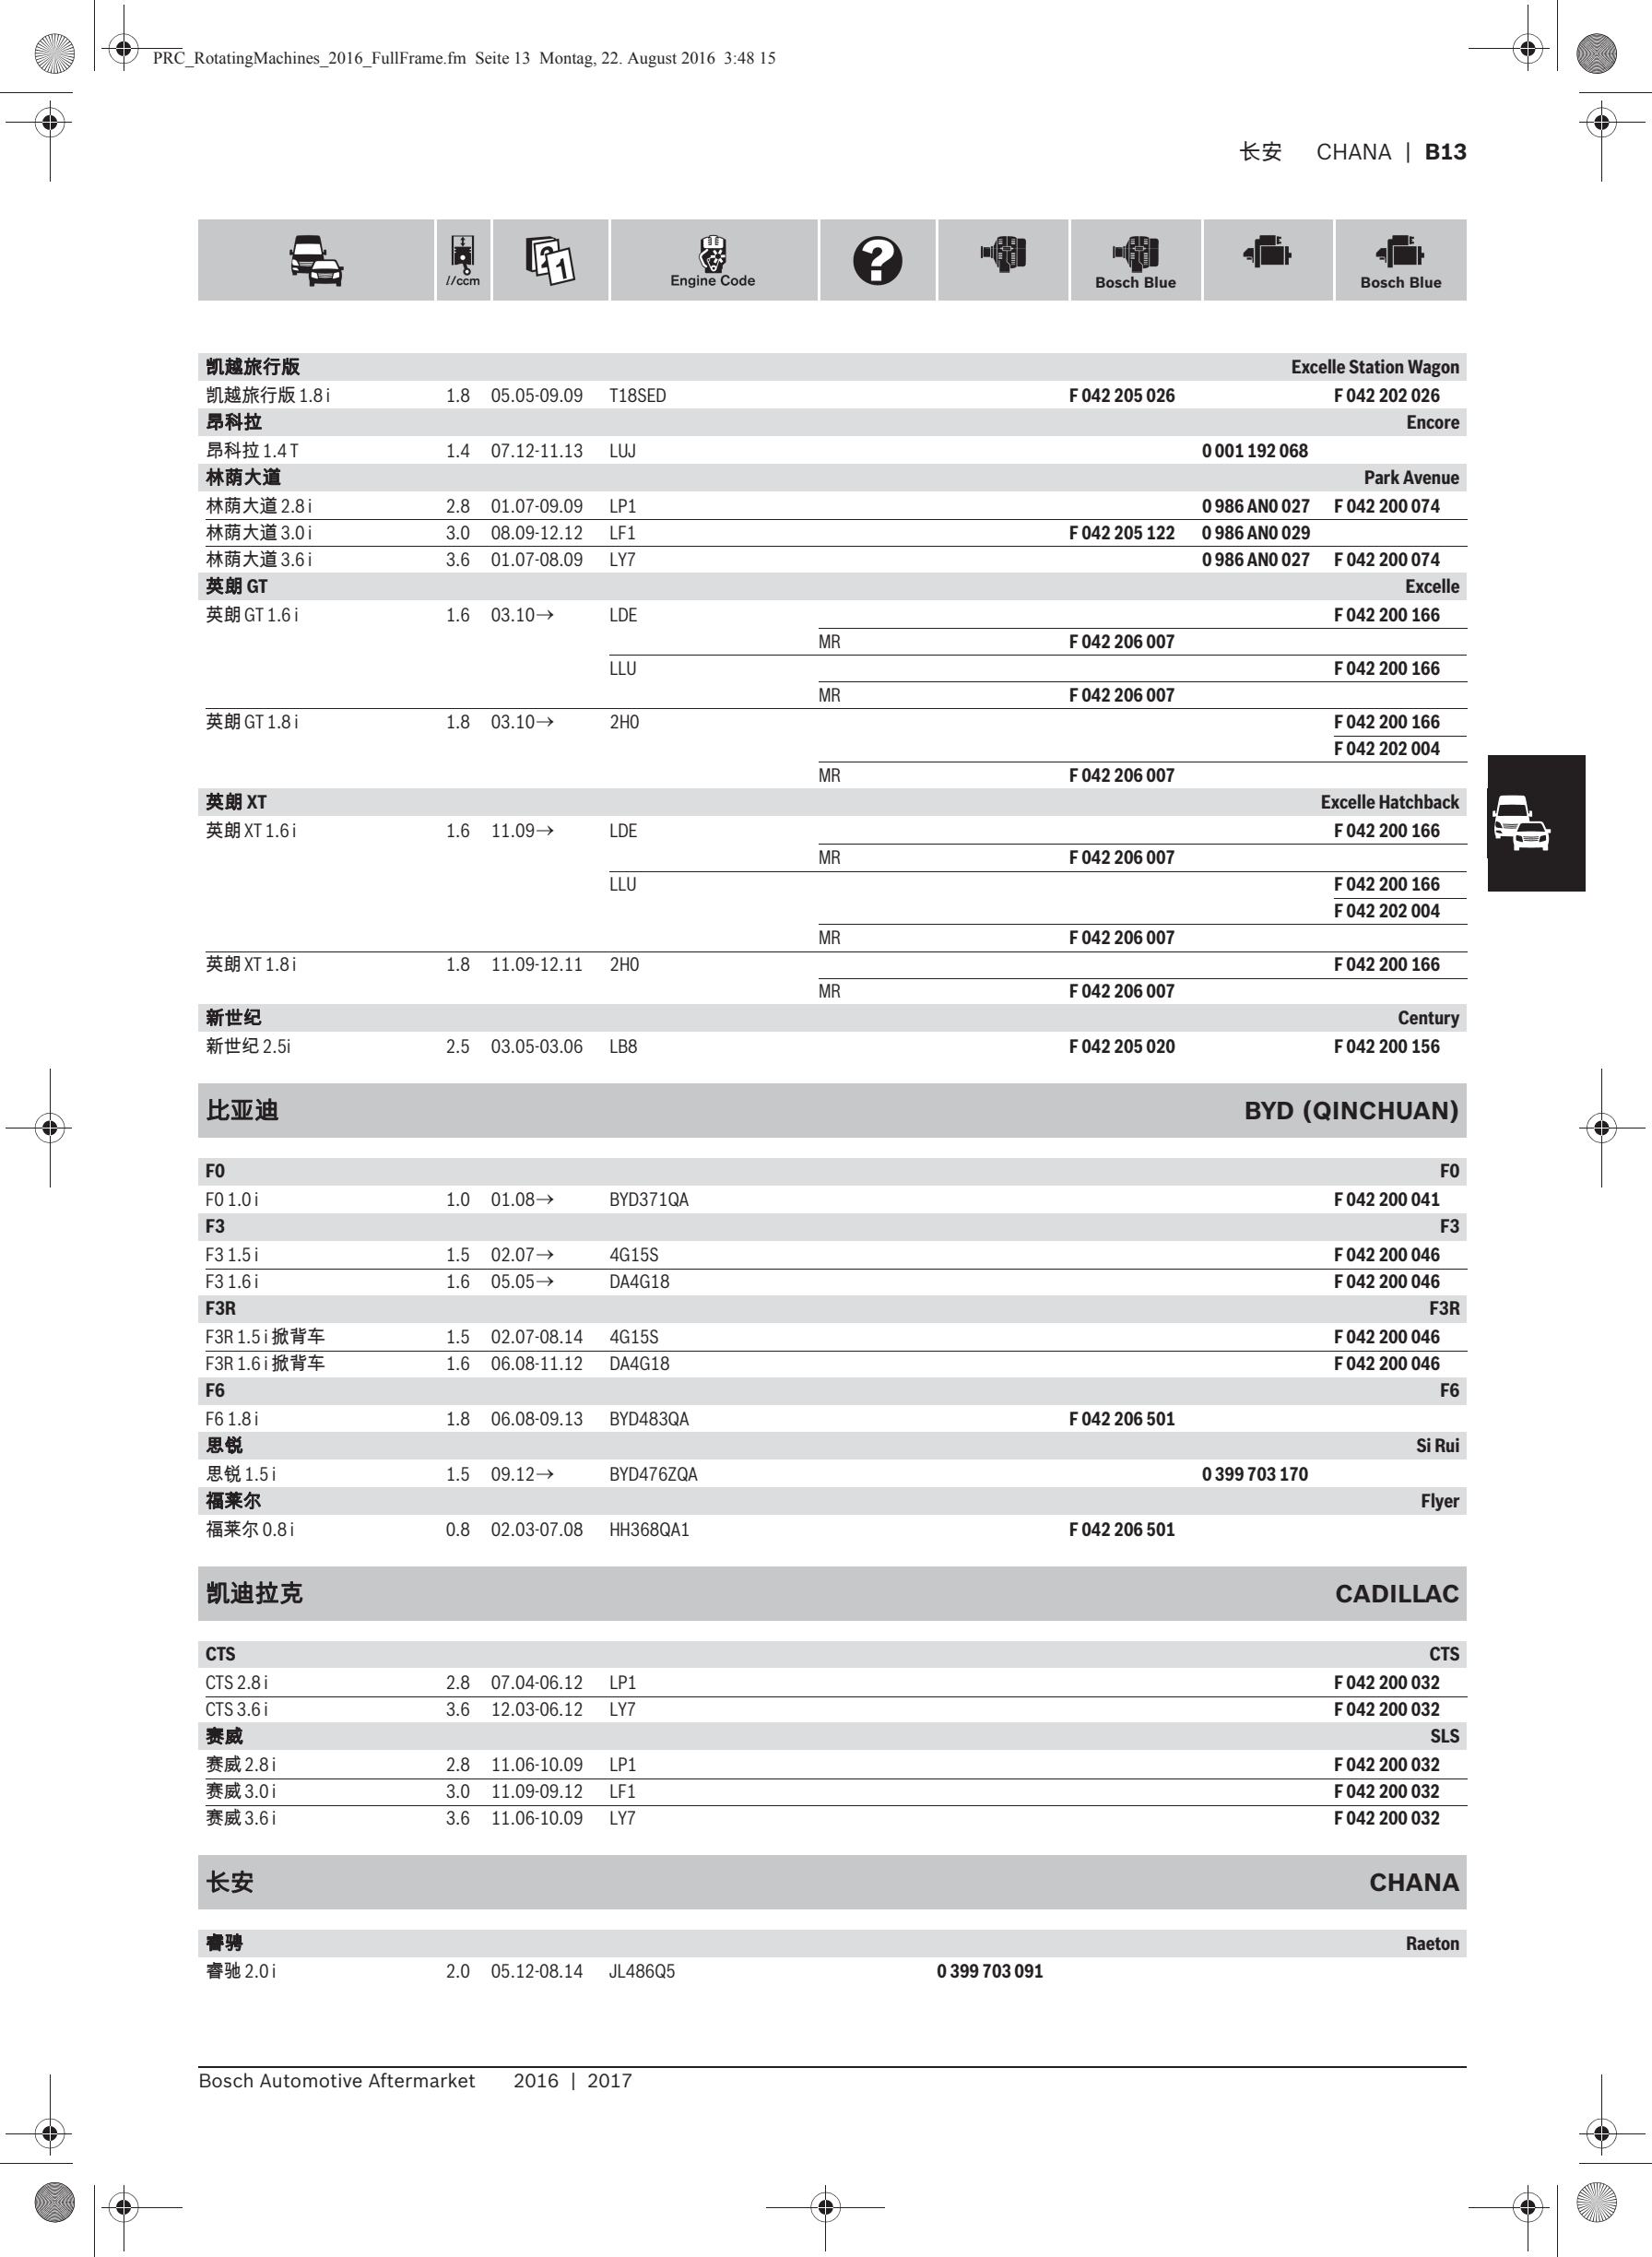 PRC_RotatingMachines_2016_FullFrame.fm Seite 13 Montag, 22. August 2016 3:48 15
长安 CHANA | B13
l/ccm 21 Engine Code ? Bosch Blue Bosch Blue
凯越旅行版 Excelle Station Wagon
凯越旅行版 1.8 i 1.8 05.05-09.09 T18SED F 042 205 026 F 042 202 026
昂科拉 Encore
昂科拉 1.4 T 1.4 07.12-11.13 LUJ 0 001 192 068
林荫大道 Park Avenue
林荫大道 2.8 i 2.8 01.07-09.09 LP1 0 986 AN0 027 F 042 200 074
林荫大道 3.0 i 3.0 08.09-12.12 LF1 F 042 205 122 0 986 AN0 029
林荫大道 3.6 i 3.6 01.07-08.09 LY7 0 986 AN0 027 F 042 200 074
英朗 GT Excelle
英朗 GT 1.6 i 1.6 03.10→ LDE F 042 200 166
MR F 042 206 007
LLU F 042 200 166
MR F 042 206 007
英朗 GT 1.8 i 1.8 03.10→ 2H0 F 042 200 166
F 042 202 004
MR F 042 206 007
英朗 XT Excelle Hatchback
英朗 XT 1.6 i 1.6 11.09→ LDE F 042 200 166
MR F 042 206 007
LLU F 042 200 166
F 042 202 004
MR F 042 206 007
英朗 XT 1.8 i 1.8 11.09-12.11 2H0 F 042 200 166
MR F 042 206 007
新世纪 Century
新世纪 2.5i 2.5 03.05-03.06 LB8 F 042 205 020 F 042 200 156
比亚迪 BYD (QINCHUAN)
F0 F0
F0 1.0 i 1.0 01.08→ BYD371QA F 042 200 041
F3 F3
F3 1.5 i 1.5 02.07→ 4G15S F 042 200 046
F3 1.6 i 1.6 05.05→ DA4G18 F 042 200 046
F3R F3R
F3R 1.5 i 掀背车 1.5 02.07-08.14 4G15S F 042 200 046
F3R 1.6 i 掀背车 1.6 06.08-11.12 DA4G18 F 042 200 046
F6 F6
F6 1.8 i 1.8 06.08-09.13 BYD483QA F 042 206 501
思锐 Si Rui
思锐 1.5 i 1.5 09.12→ BYD476ZQA 0 399 703 170
福莱尔 Flyer
福莱尔 0.8 i 0.8 02.03-07.08 HH368QA1 F 042 206 501
凯迪拉克 CADILLAC
CTS CTS
CTS 2.8 i 2.8 07.04-06.12 LP1 F 042 200 032
CTS 3.6 i 3.6 12.03-06.12 LY7 F 042 200 032
赛威 SLS
赛威 2.8 i 2.8 11.06-10.09 LP1 F 042 200 032
赛威 3.0 i 3.0 11.09-09.12 LF1 F 042 200 032
赛威 3.6 i 3.6 11.06-10.09 LY7 F 042 200 032
长安 CHANA
睿骋 Raeton
睿驰 2.0 i 2.0 05.12-08.14 JL486Q5 0 399 703 091
Bosch Automotive Aftermarket 2016 | 2017